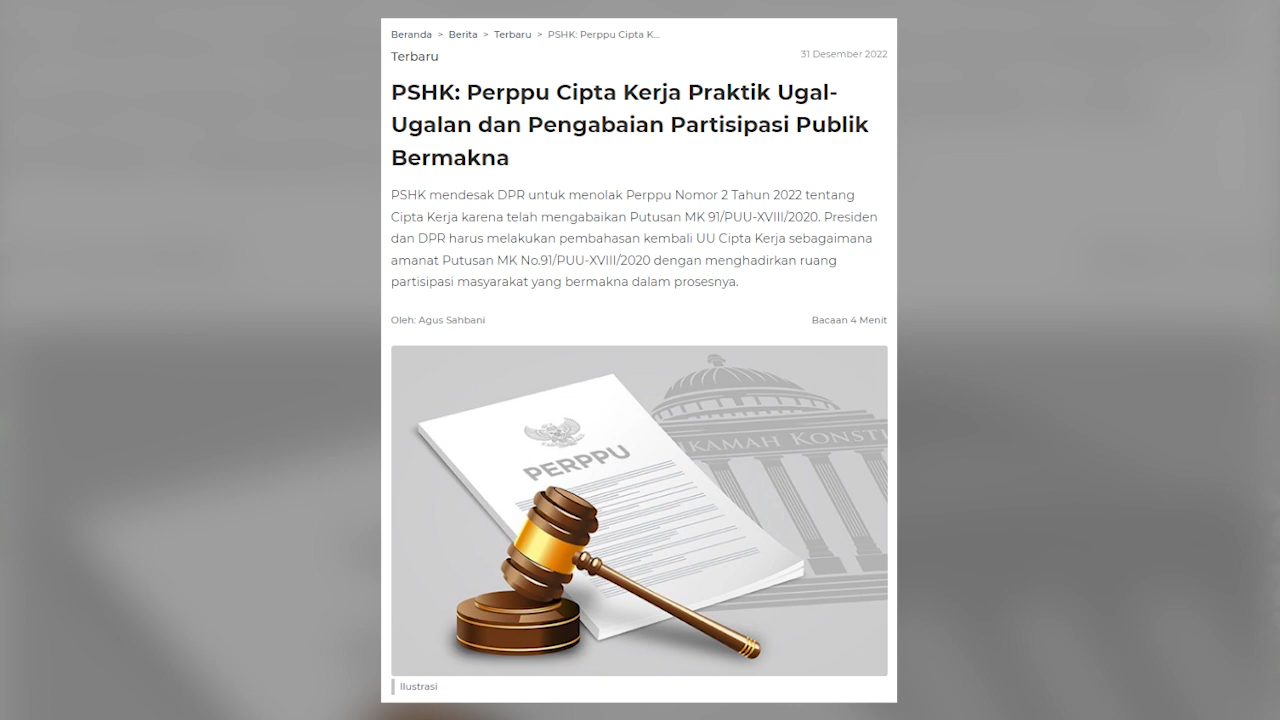 Beranda > Berita > Terbaru > PSHK: Perppu Cipta K...
Terbaru
31 Desember 2022
PSHK: Perppu Cipta Kerja Praktik Ugal-
Ugalan dan Pengabaian Partisipasi Publik
Bermakna
PSHK mendesak DPR untuk menolak Perppu Nomor 2 Tahun 2022 tentang
Cipta Kerja karena telah mengabaikan Putusan MK 91/PUU-XVIII/2020. Presiden
dan DPR harus melakukan pembahasan kembali UU Cipta Kerja sebagaimana
amanat Putusan MK No.91/PUU-XVIII/2020 dengan menghadirkan ruang
partisipasi masyarakat yang bermakna dalam prosesnya.
Oleh: Agus Sahbani
Bacaan 4 Menit
PERPPU
KAMAH KONSTI
Ilustrasi